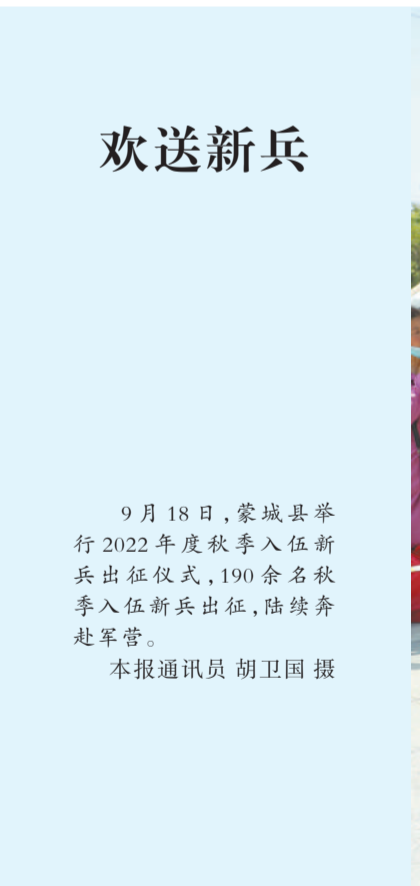 欢送新兵
9月18日，蒙城县举
行2022年度秋季入伍新
兵出征仪式，190余名秋
季入伍新兵出征，陆续奔
赴军营。
本报通讯员 胡卫国 摄